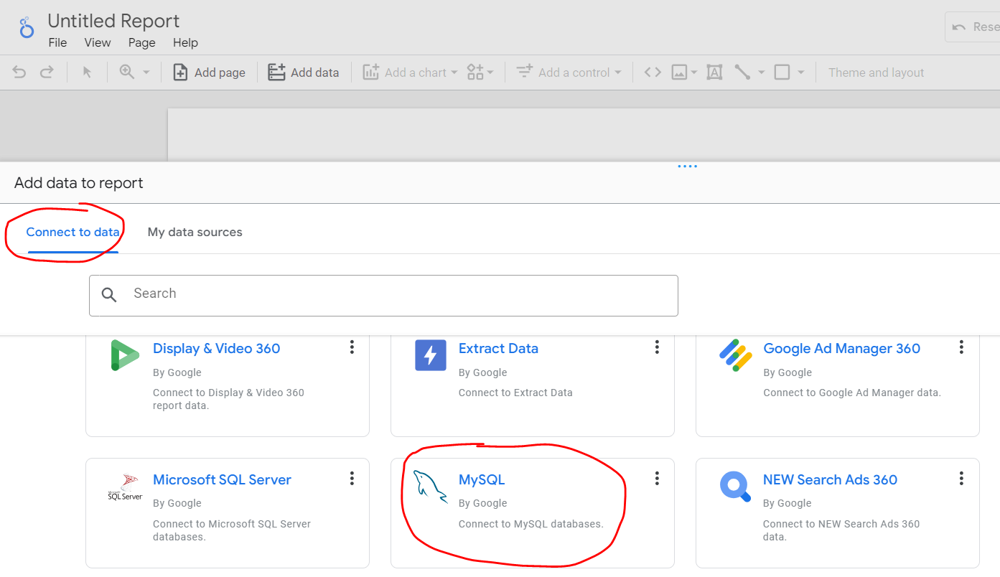 Untitled Report
File View Page Help
Rese
Add page Add data Add a chart Add a control Theme and layout
Add data to report
Connect to data My data sources
Search
Display & Video 360 Extract Data Google Ad Manager 360
By Google By Google By Google
Connect to Display & Video 360 Connect to Extract Data Connect to Google Ad Manager data.
report data.
Microsoft SQL Server MySQL NEW Search Ads 360
Microsoft
SQL Server
By Google By Google By Google
Connect to Microsoft SQL Server Connect to MySQL databases. Connect to NEW Search Ads 360
databases. data.